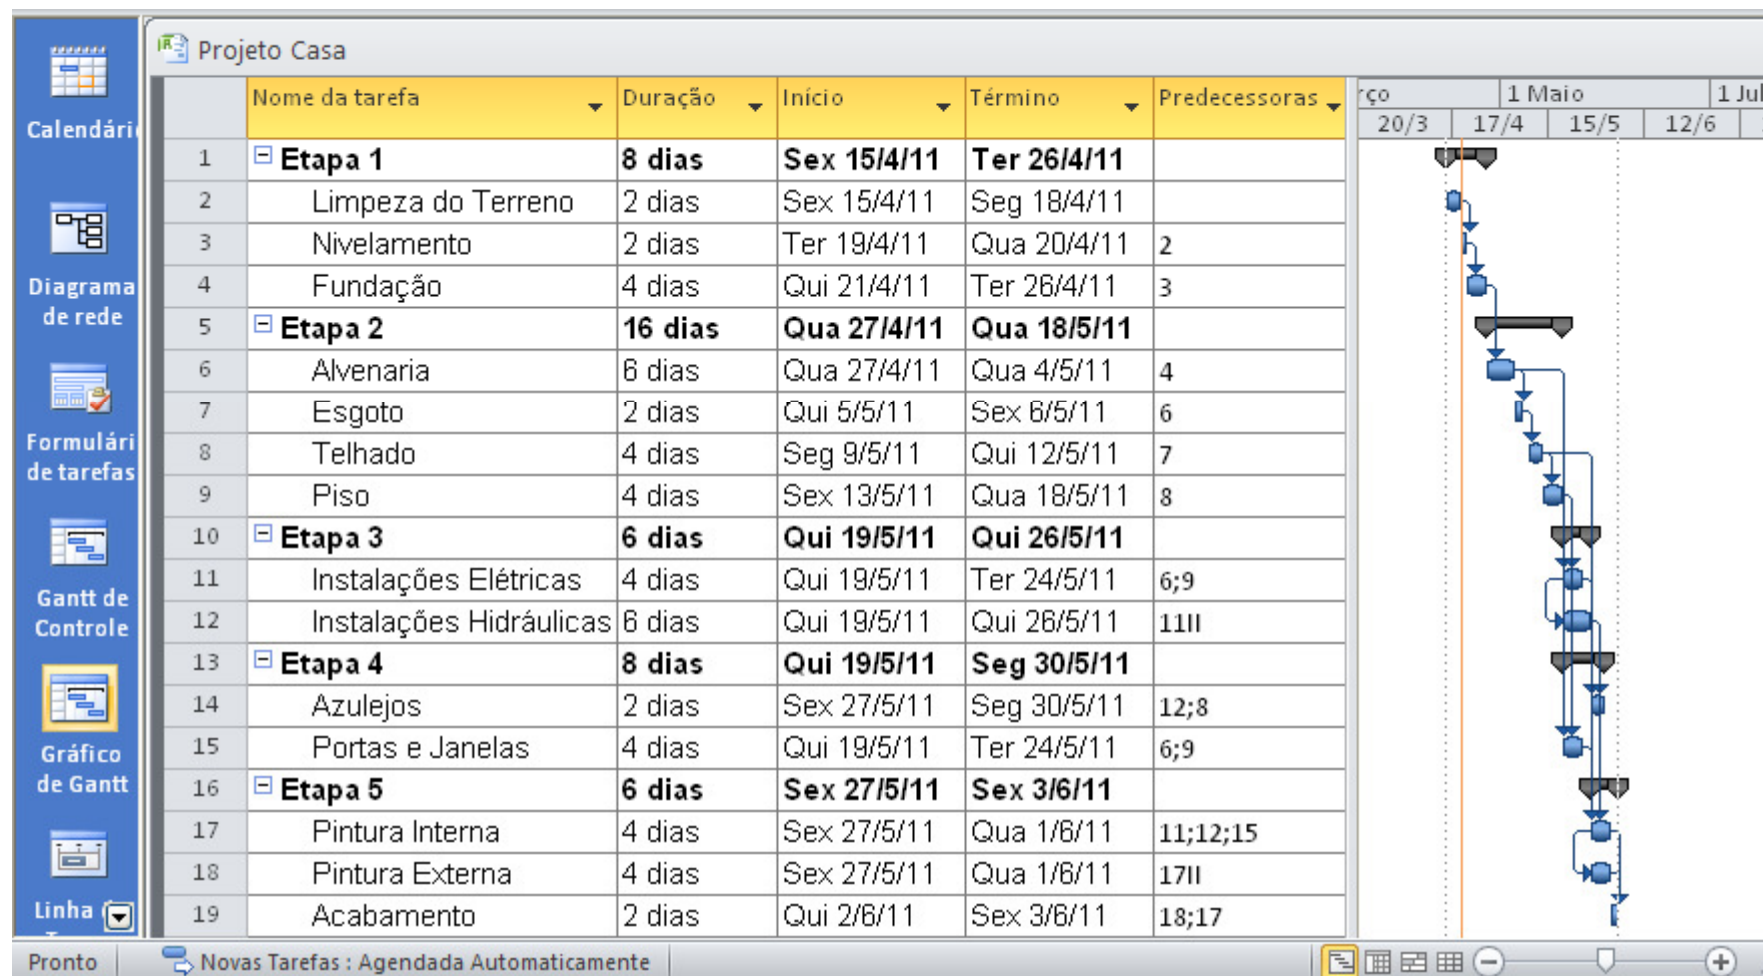 Projeto Casa
Nome da tarefa Duração Início Término Predecessoras
rço 1 Maio 1 Jul
20/3 17/4 15/5 12/6
1 Etapa 1 8 dias Sex 15/4/11 Ter 26/4/11
2 Limpeza do Terreno 2 dias Sex 15/4/11 Seg 18/4/11
3 Nivelamento 2 dias Ter 19/4/11 Qua 20/4/11 2
4 Fundação 4 dias Qui 21/4/11 Ter 26/4/11 3
5 Etapa 2 16 dias Qua 27/4/11 Qua 18/5/11
6 Alvenaria 6 dias Qua 27/4/11 Qua 4/5/11 4
7 Esgoto 2 dias Qui 5/5/11 Sex 6/5/11 6
8 Telhado 4 dias Seg 9/5/11 Qui 12/5/11 7
9 Piso 4 dias Sex 13/5/11 Qua 18/5/11 8
10 Etapa 3 6 dias Qui 19/5/11 Qui 26/5/11
11 Instalações Elétricas 4 dias Qui 19/5/11 Ter 24/5/11 6;9
12 Instalações Hidráulicas 6 dias Qui 19/5/11 Qui 26/5/11 11II
13 Etapa 4 8 dias Qui 19/5/11 Seg 30/5/11
14 Azulejos 2 dias Sex 27/5/11 Seg 30/5/11 12;8
15 Portas e Janelas 4 dias Qui 19/5/11 Ter 24/5/11 6;9
16 Etapa 5 6 dias Sex 27/5/11 Sex 3/6/11
17 Pintura Interna 4 dias Sex 27/5/11 Qua 1/6/11 11;12;15
18 Pintura Externa 4 dias Sex 27/5/11 Qua 1/6/11 17II
19 Acabamento 2 dias Qui 2/6/11 Sex 3/6/11 18;17
Calendári
Diagrama
de rede
Formulári
de tarefas
Gantt de
Controle
Gráfico
de Gantt
Linha
Pronto
Novas Tarefas : Agendada Automaticamente